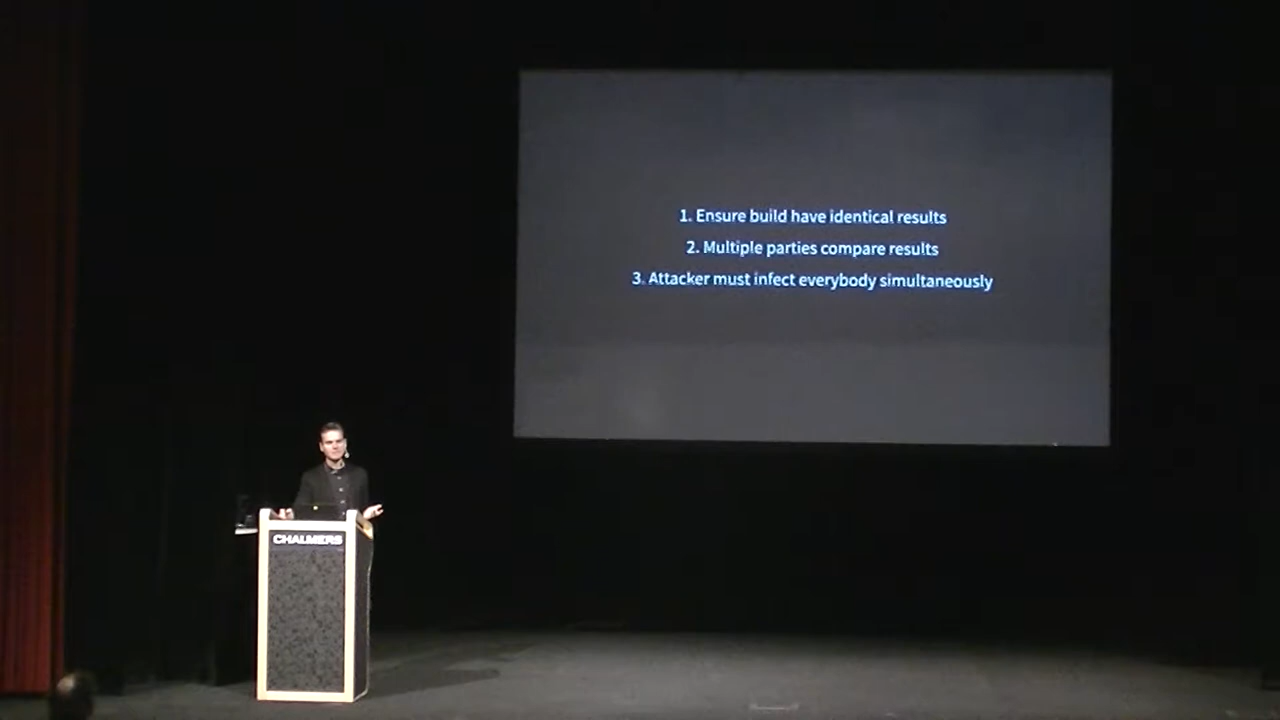 1. Ensure build have identical results
2. Multiple parties compare results
3. Attacker must infect everybody simultaneously
CHALMERS